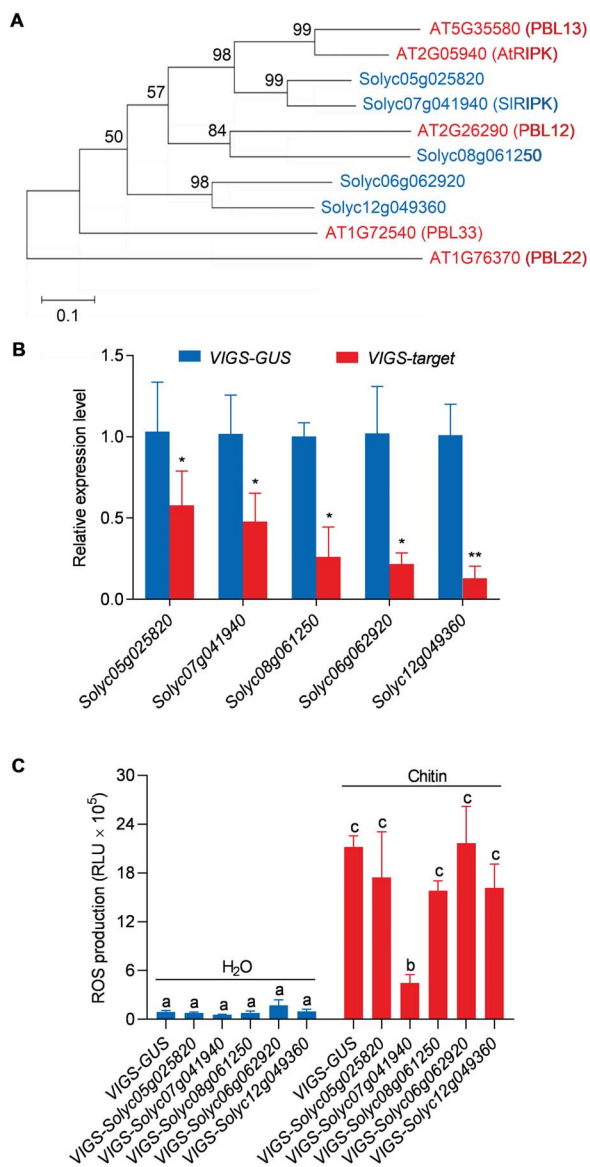 A
99
AT5G35580 (PBL13)
98
AT2G05940 (AtRIPK)
99
Solyc05g025820
57
Solyc07g041940 (SlRIPK)
84
AT2G26290 (PBL12)
50
Solyc08g061250
98
Solyc06g062920
Solyc12g049360
AT1G72540 (PBL33)
AT1G76370 (PBL22)
0.1
B
VIGS-GUS VIGS-target
Relative expression level
1.5
1.0
0.5
0.0
* * * * **
Solyc05g025820
Solyc07g041940
Solyc08g061250
Solyc06g062920
Solyc12g049360
C
ROS production (RLU × 10⁵)
30
24
18
12
6
0
H₂O
a a a a a a
Chitin
c c b c c c
VIGS-GUS
VIGS-Solyc05g025820
VIGS-Solyc07g041940
VIGS-Solyc08g061250
VIGS-Solyc06g062920
VIGS-Solyc12g049360
VIGS-GUS
VIGS-Solyc05g025820
VIGS-Solyc07g041940
VIGS-Solyc08g061250
VIGS-Solyc06g062920
VIGS-Solyc12g049360